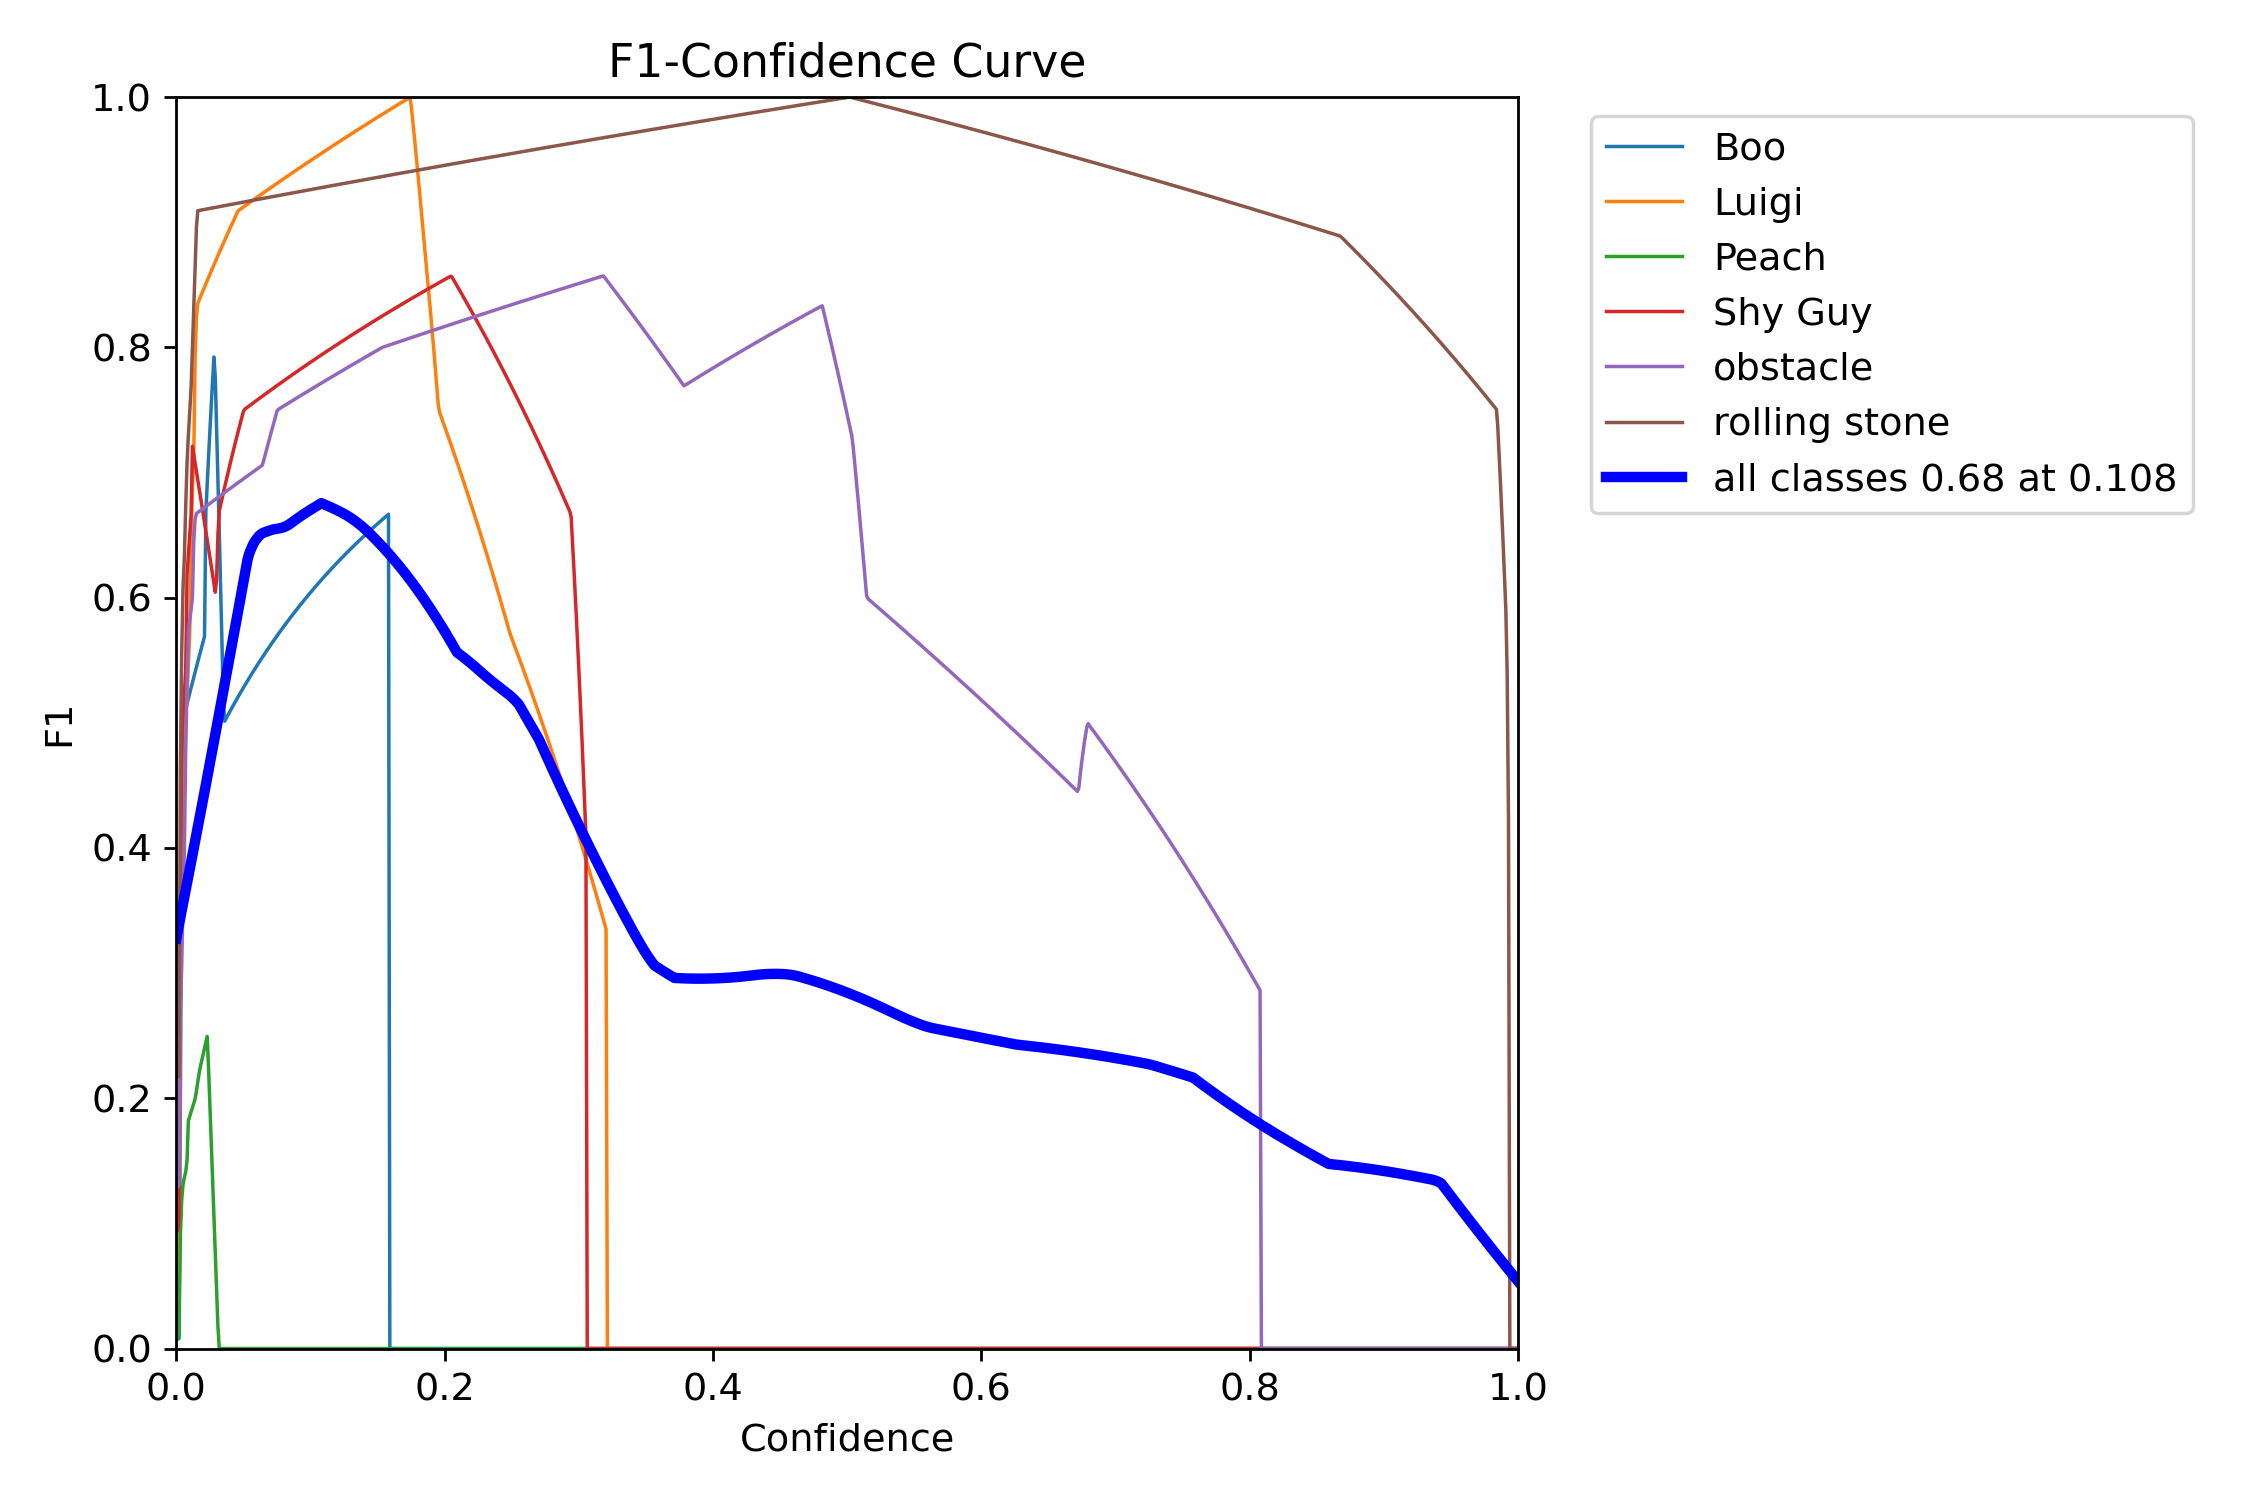 F1-Confidence Curve
1.0
0.8
0.6
0.4
0.2
0.0
F1
0.0 0.2 0.4 0.6 0.8 1.0
Confidence
Boo
Luigi
Peach
Shy Guy
obstacle
rolling stone
all classes 0.68 at 0.108